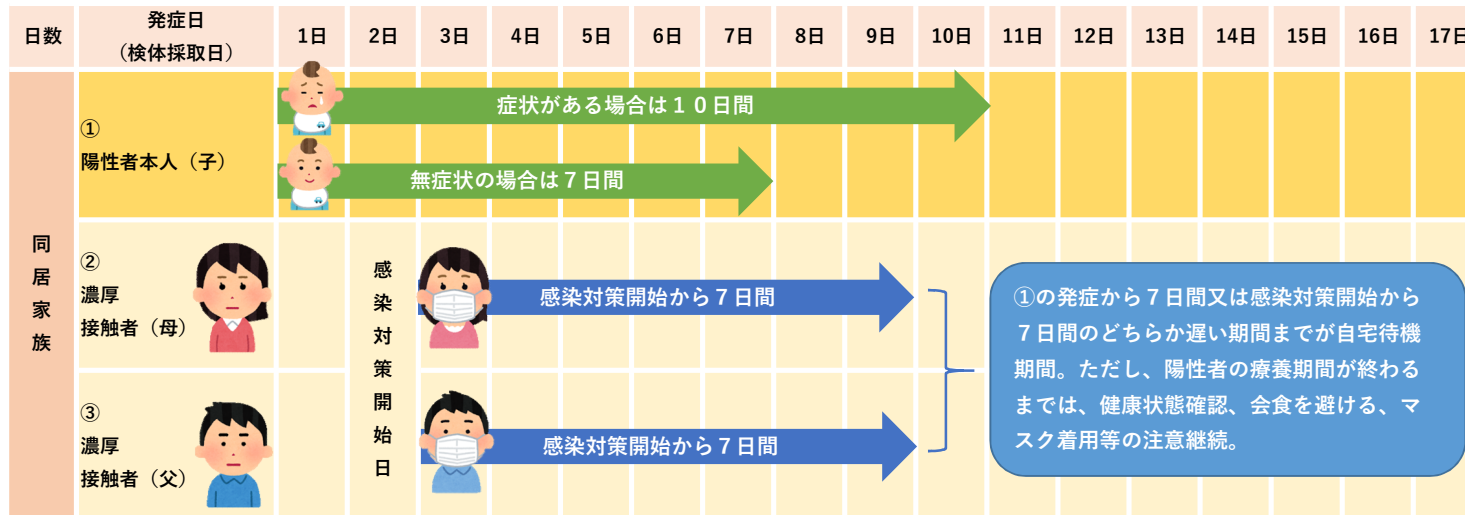 日数
発症日
（検体採取日）
1日
2日
3日
4日
5日
6日
7日
8日
9日
10日
11日
12日
13日
14日
15日
16日
17日
同居家族
①
陽性者本人（子）
症状がある場合は１０日間
無症状の場合は７日間
②
濃厚
接触者（母）
感染対策開始日
感染対策開始から７日間
③
濃厚
接触者（父）
感染対策開始から７日間
①の発症から７日間又は感染対策開始から
７日間のどちらか遅い期間までが自宅待機
期間。ただし、陽性者の療養期間が終わる
までは、健康状態確認、会食を避ける、マ
スク着用等の注意継続。